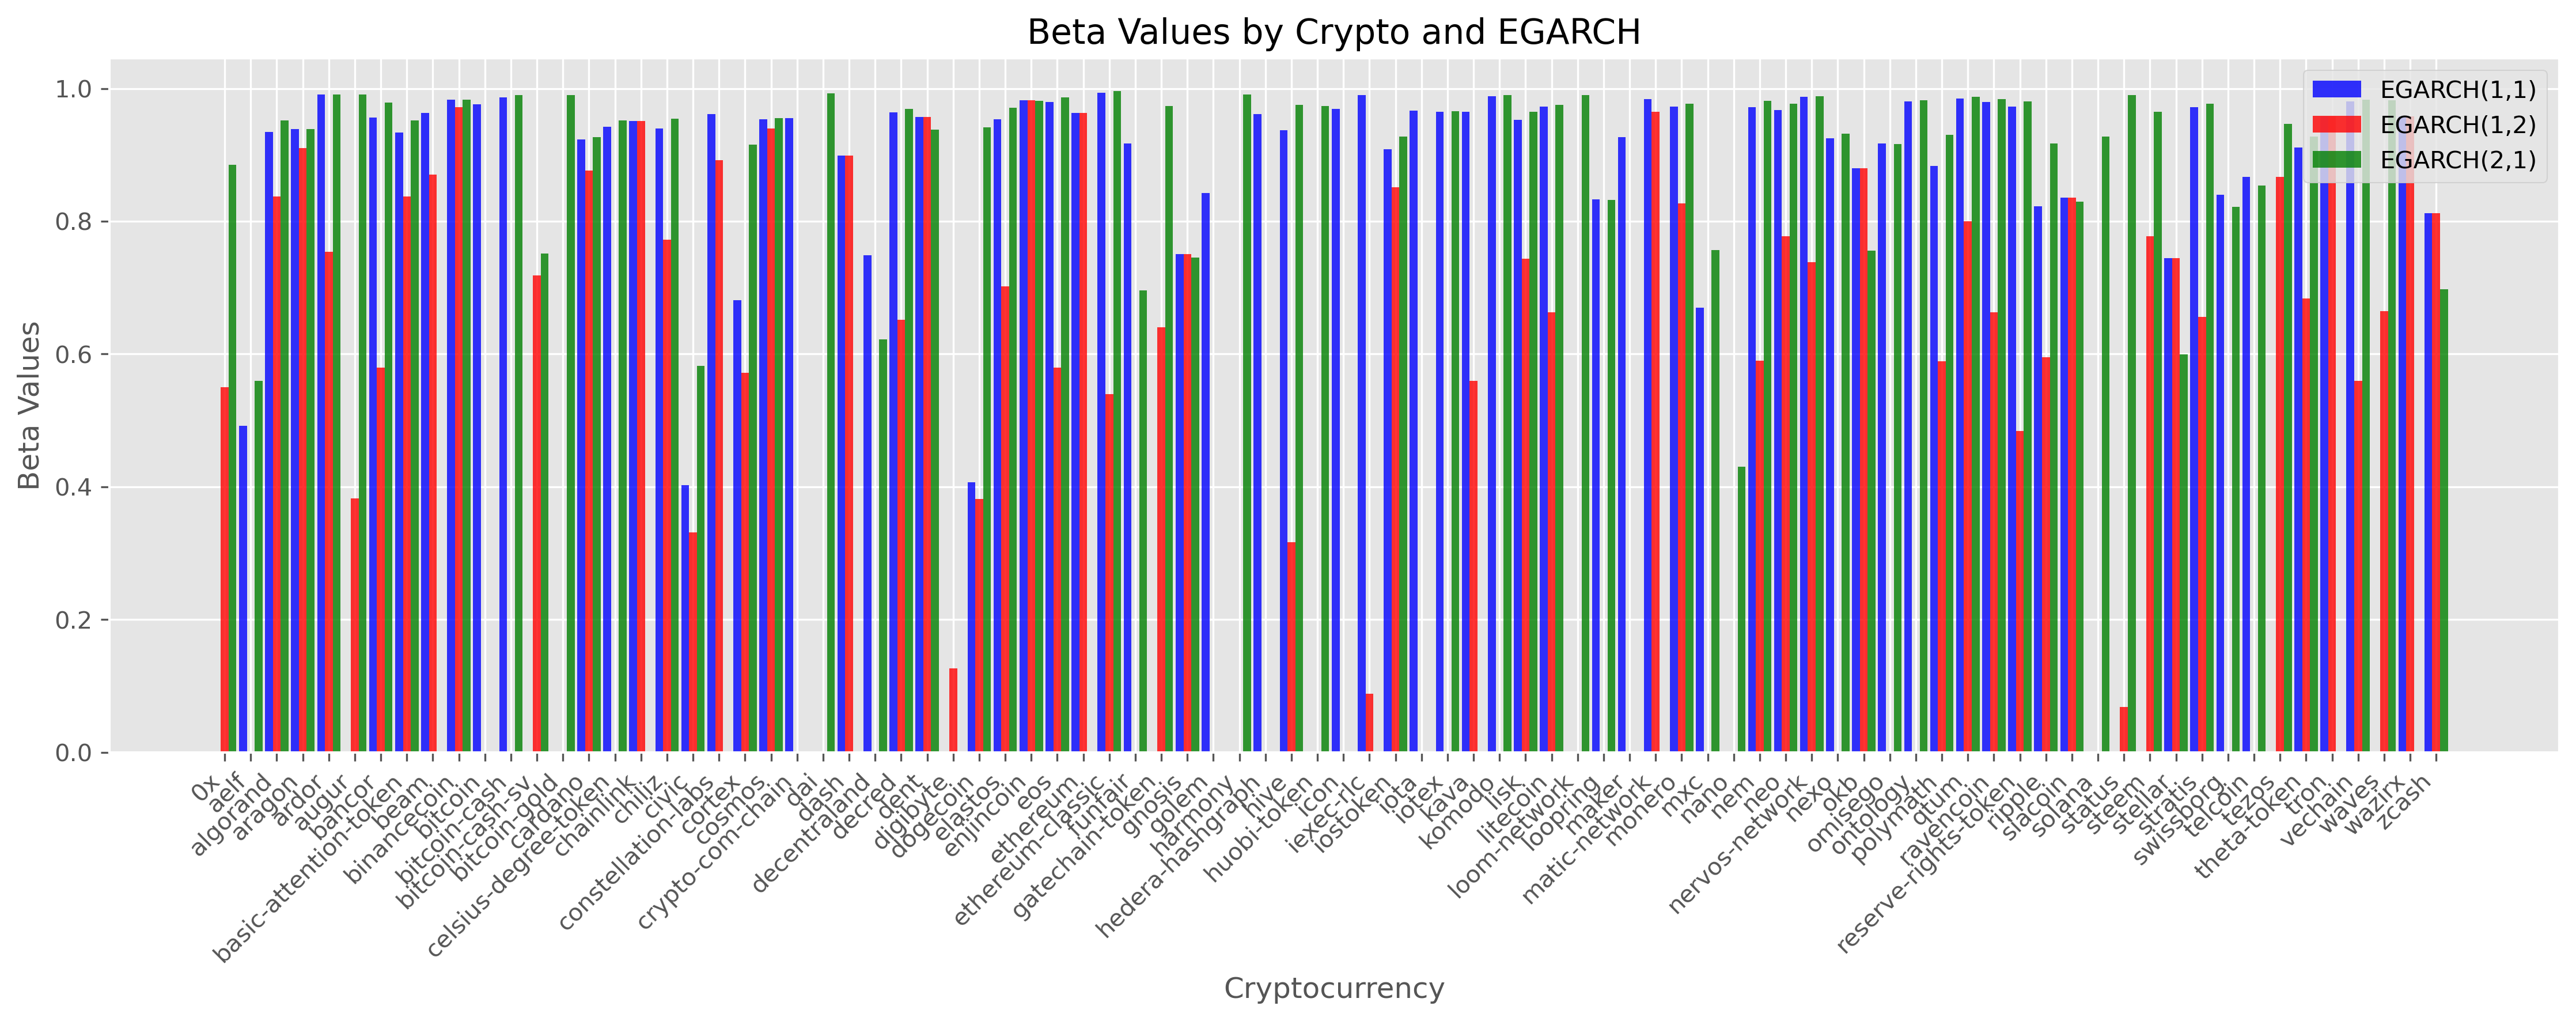 Beta Values by Crypto and EGARCH
EGARCH(1,1)
EGARCH(1,2)
EGARCH(2,1)
Beta Values
1.0
0.8
0.6
0.4
0.2
0.0
0x
aelf
algorand
aragon
ardor
augur
bancor
basic-attention-token
beam
binancecoin
bitcoin
bitcoin-cash
bitcoin-cash-sv
bitcoin-gold
cardano
celsius-degree-token
chainlink
chiliz
civic
constellation-labs
cortex
cosmos
crypto-com-chain
dai
dash
decentraland
decred
dent
digibyte
dogecoin
elastos
enjincoin
eos
ethereum
ethereum-classic
funfair
gatechain-token
gnosis
golem
harmony
hedera-hashgraph
hive
huobi-token
icon
iexec-rlc
iostoken
iota
iotex
kava
komodo
lisk
litecoin
loom-network
loopring
maker
matic-network
monero
mxc
nano
nem
neo
nervos-network
nexo
okb
omisego
ontology
polymath
qtum
ravencoin
reserve-rights-token
ripple
siacoin
solana
status
steem
stellar
stratis
swissborg
telcoin
tezos
theta-token
tron
vechain
waves
wazirx
zcash
Cryptocurrency